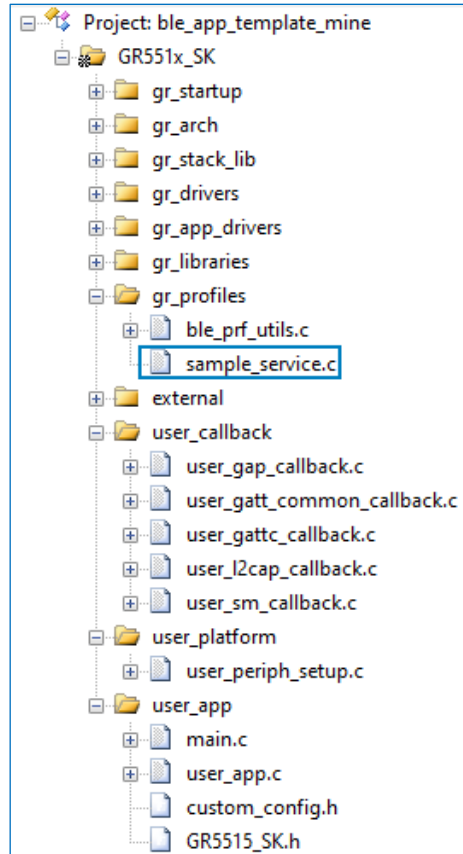 Project: ble_app_template_mine
GR551x_SK
gr_startup
gr_arch
gr_stack_lib
gr_drivers
gr_app_drivers
gr_libraries
gr_profiles
ble_prf_utils.c
sample_service.c
external
user_callback
user_gap_callback.c
user_gatt_common_callback.c
user_gattc_callback.c
user_l2cap_callback.c
user_sm_callback.c
user_platform
user_periph_setup.c
user_app
main.c
user_app.c
custom_config.h
GR5515_SK.h